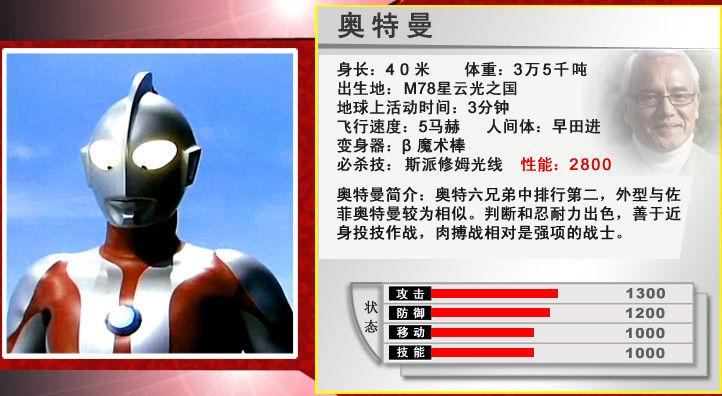 奥特曼
身长：40米 体重：3万5千吨
出生地：M78星云光之国
地球上活动时间：3分钟
飞行速度：5马赫 人间体：早田进
变身器：β 魔术棒
必杀技：斯派修姆光线 性能：2800
奥特曼简介：奥特六兄弟中排行第二，外型与佐
菲奥特曼较为相似。判断和忍耐力出色，善于近
身投技作战，肉搏战相对是强项的战士。
状态
攻击 1300
防御 1200
移动 1000
技能 1000